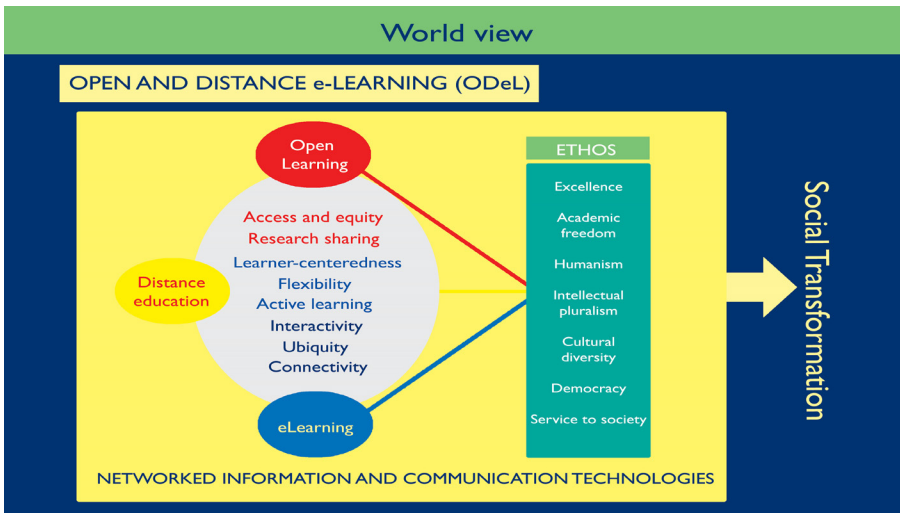 World view
OPEN AND DISTANCE e-LEARNING (ODeL)
Open
Learning
Access and equity
Research sharing
Learner-centeredness
Flexibility
Active learning
Interactivity
Ubiquity
Connectivity
Distance
education
eLearning
ETHOS
Excellence
Academic
freedom
Humanism
Intellectual
pluralism
Cultural
diversity
Democracy
Service to society
Social Transformation
NETWORKED INFORMATION AND COMMUNICATION TECHNOLOGIES